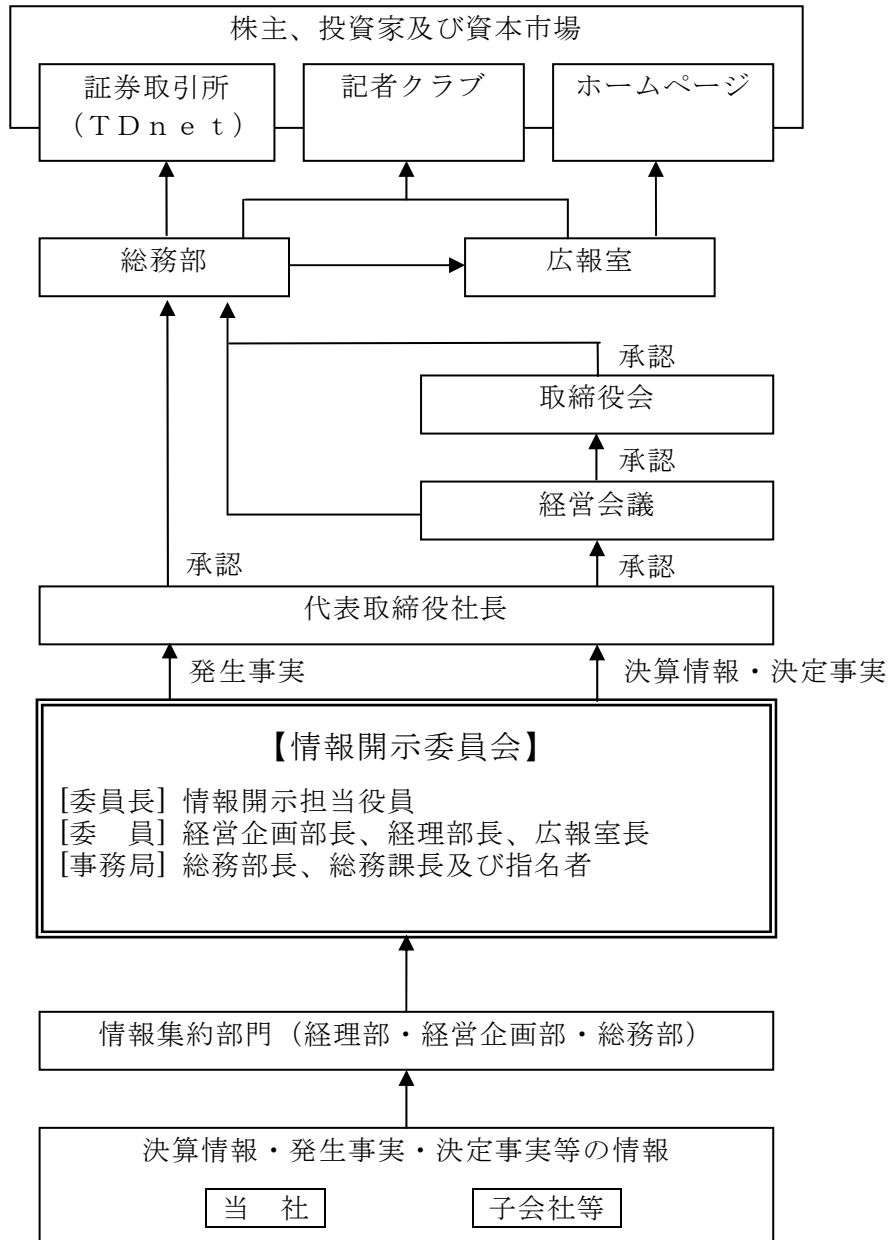 株主、投資家及び資本市場
証券取引所
(TDnet)
記者クラブ
ホームページ
総務部
広報室
承認
取締役会
承認
経営会議
承認
承認
代表取締役社長
発生事実
決算情報・決定事実
【情報開示委員会】
[委員長] 情報開示担当役員
[委　員] 経営企画部長、経理部長、広報室長
[事務局] 総務部長、総務課長及び指名者
情報集約部門（経理部・経営企画部・総務部）
決算情報・発生事実・決定事実等の情報
当　社
子会社等